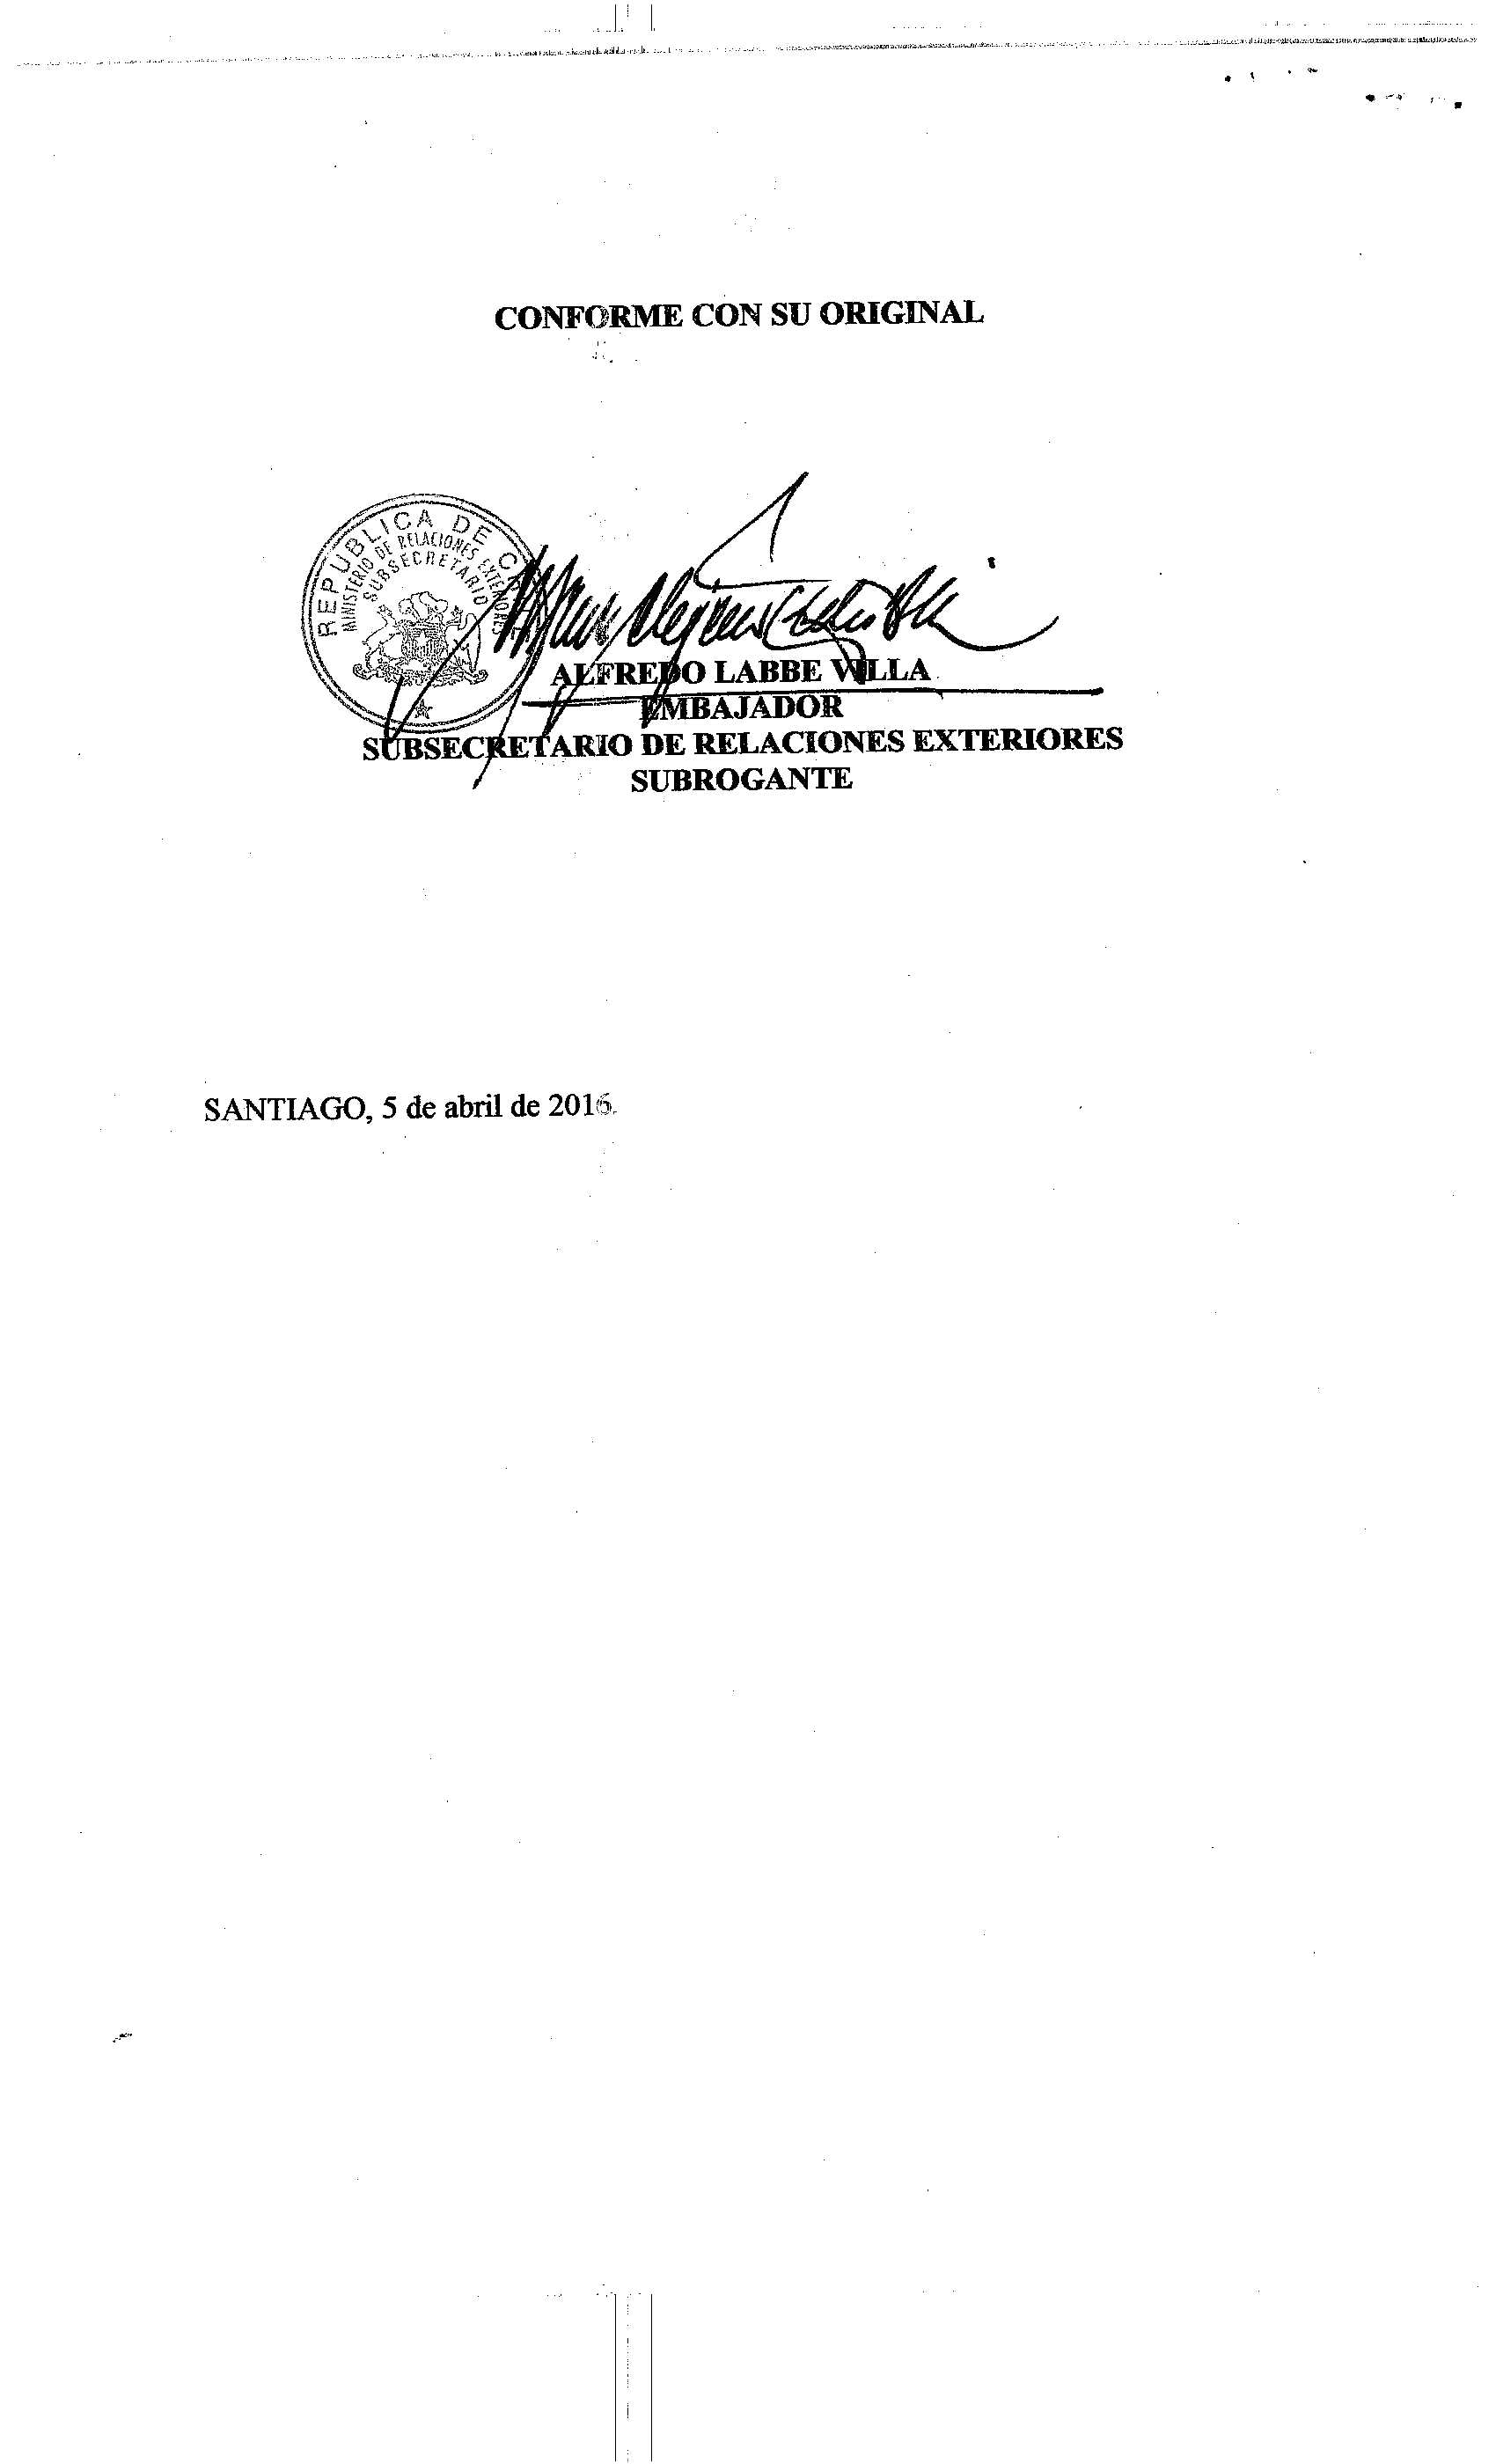 CONFORME CON SU ORIGINAL
REPUBLICA DE
MINISTERIO DE RELACIONES EXTERIORES
SUBSECRETARIO
ALFREDO LABBE VILLA
EMBAJADOR
SUBSECRETARIO DE RELACIONES EXTERIORES
SUBROGANTE
SANTIAGO, 5 de abril de 2016.